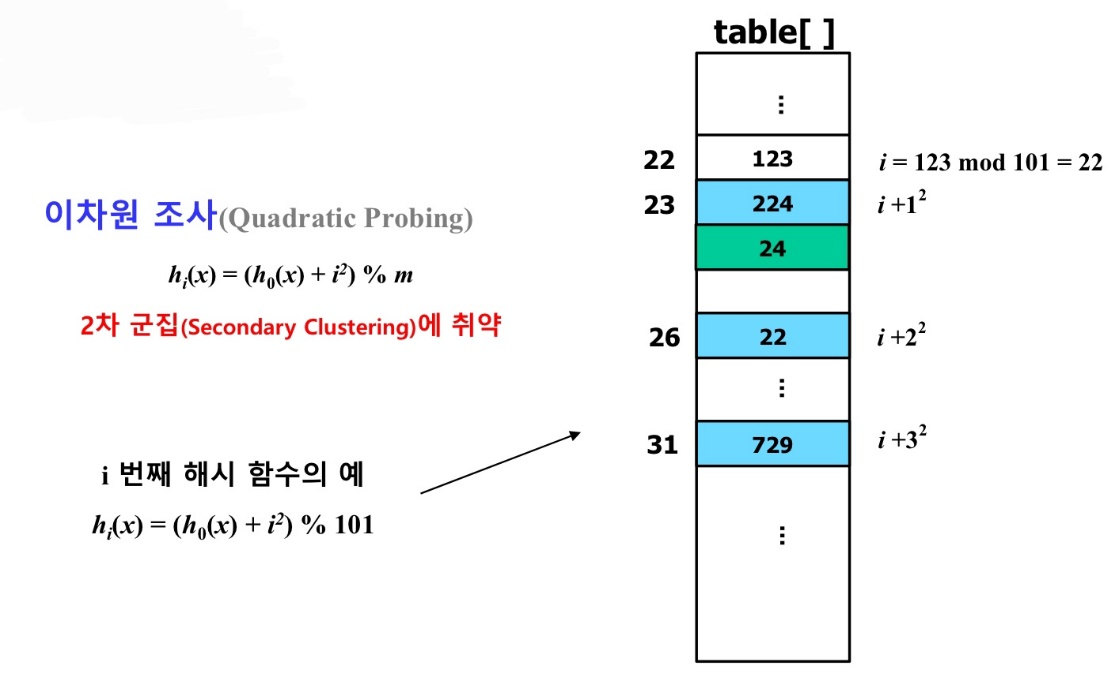 table[ ]
⋮
22 123 i = 123 mod 101 = 22
23 224 i +1²
24
26 22 i +2²
⋮
31 729 i +3²
⋮
이차원 조사(Quadratic Probing)
hᵢ(x) = (h₀(x) + i²) % m
2차 군집(Secondary Clustering)에 취약
i 번째 해시 함수의 예
hᵢ(x) = (h₀(x) + i²) % 101